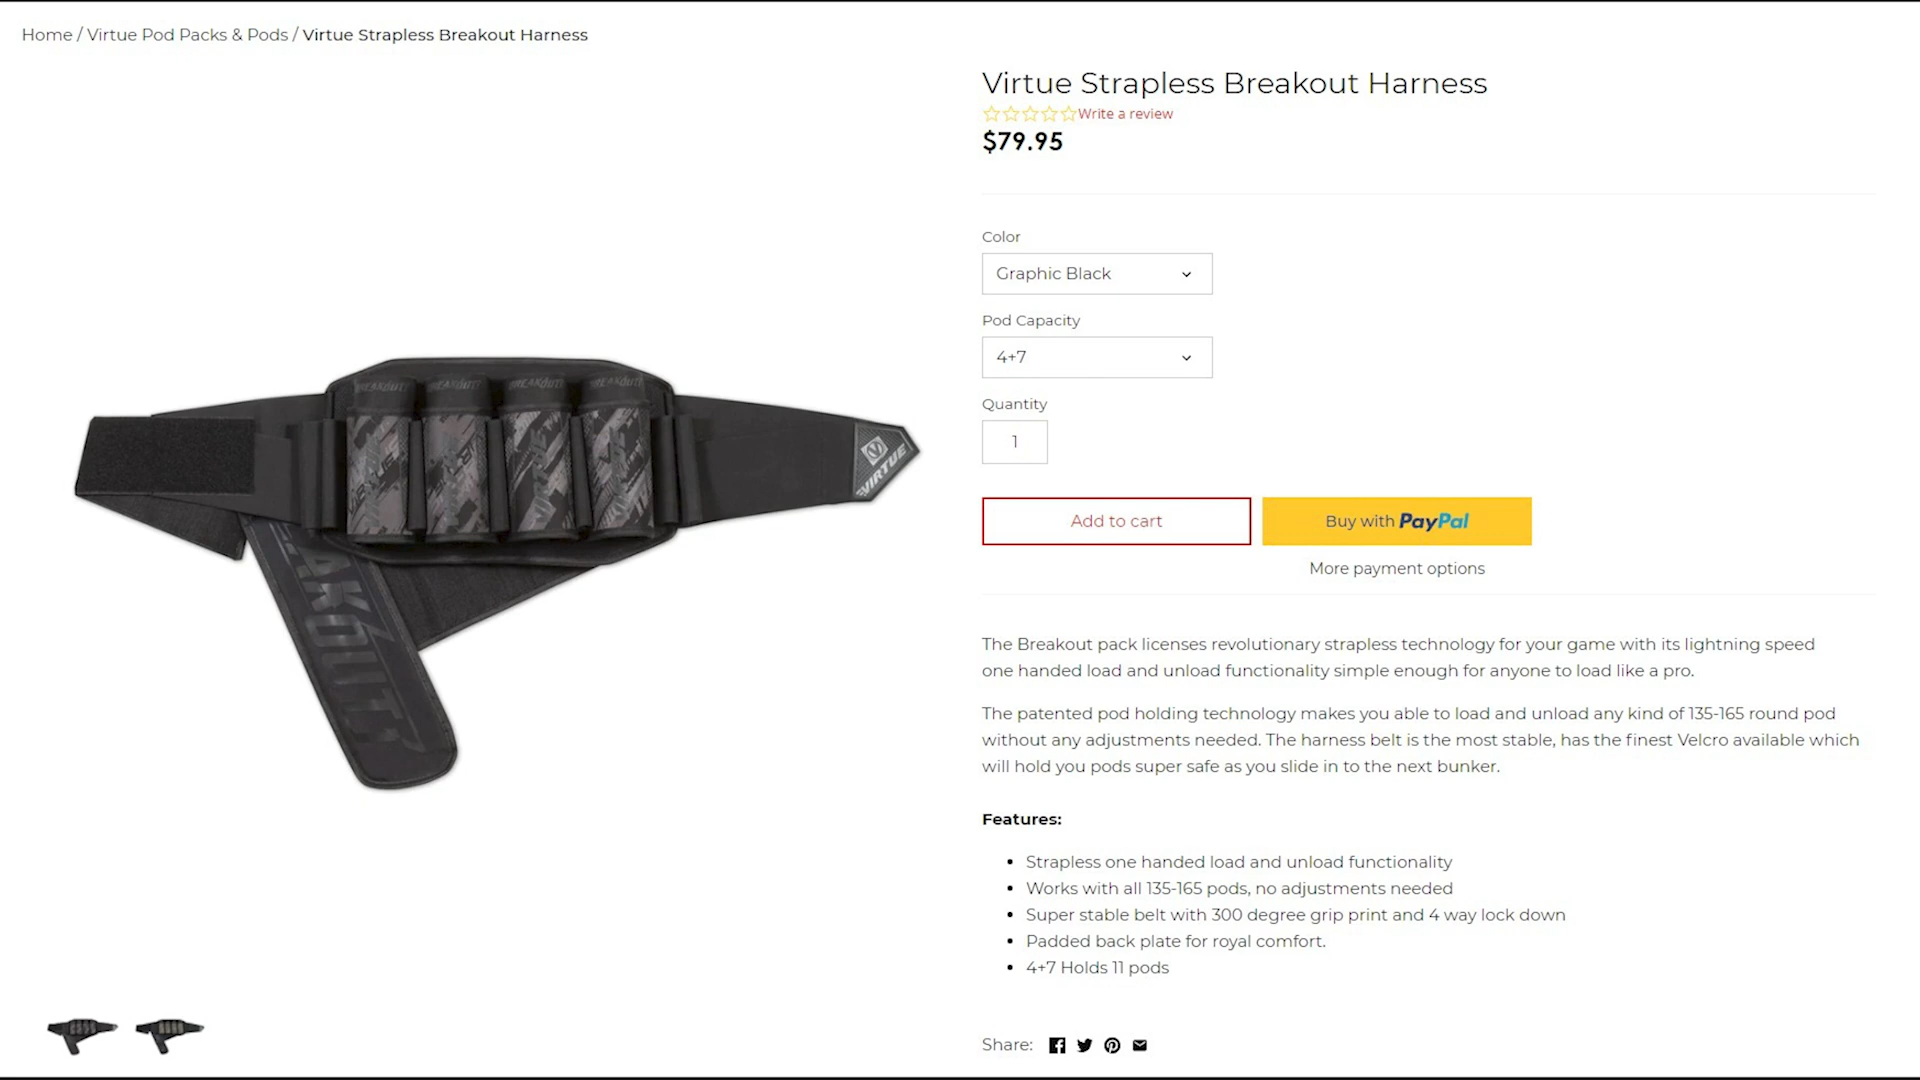 Home / Virtue Pod Packs & Pods / Virtue Strapless Breakout Harness
Virtue Strapless Breakout Harness
Write a review
$79.95
Color
Graphic Black
Pod Capacity
4+7
Quantity
1
Add to cart
Buy with PayPal
More payment options
The Breakout pack licenses revolutionary strapless technology for your game with its lightning speed
one handed load and unload functionality simple enough for anyone to load like a pro.
The patented pod holding technology makes you able to load and unload any kind of 135-165 round pod
without any adjustments needed. The harness belt is the most stable, has the finest Velcro available which
will hold you pods super safe as you slide in to the next bunker.
Features:
Strapless one handed load and unload functionality
Works with all 135-165 pods, no adjustments needed
Super stable belt with 300 degree grip print and 4 way lock down
Padded back plate for royal comfort.
4+7 Holds 11 pods
Share:
BREAKOUT BREAKOUT BREAKOUT BREAKOUT
VIRTUE